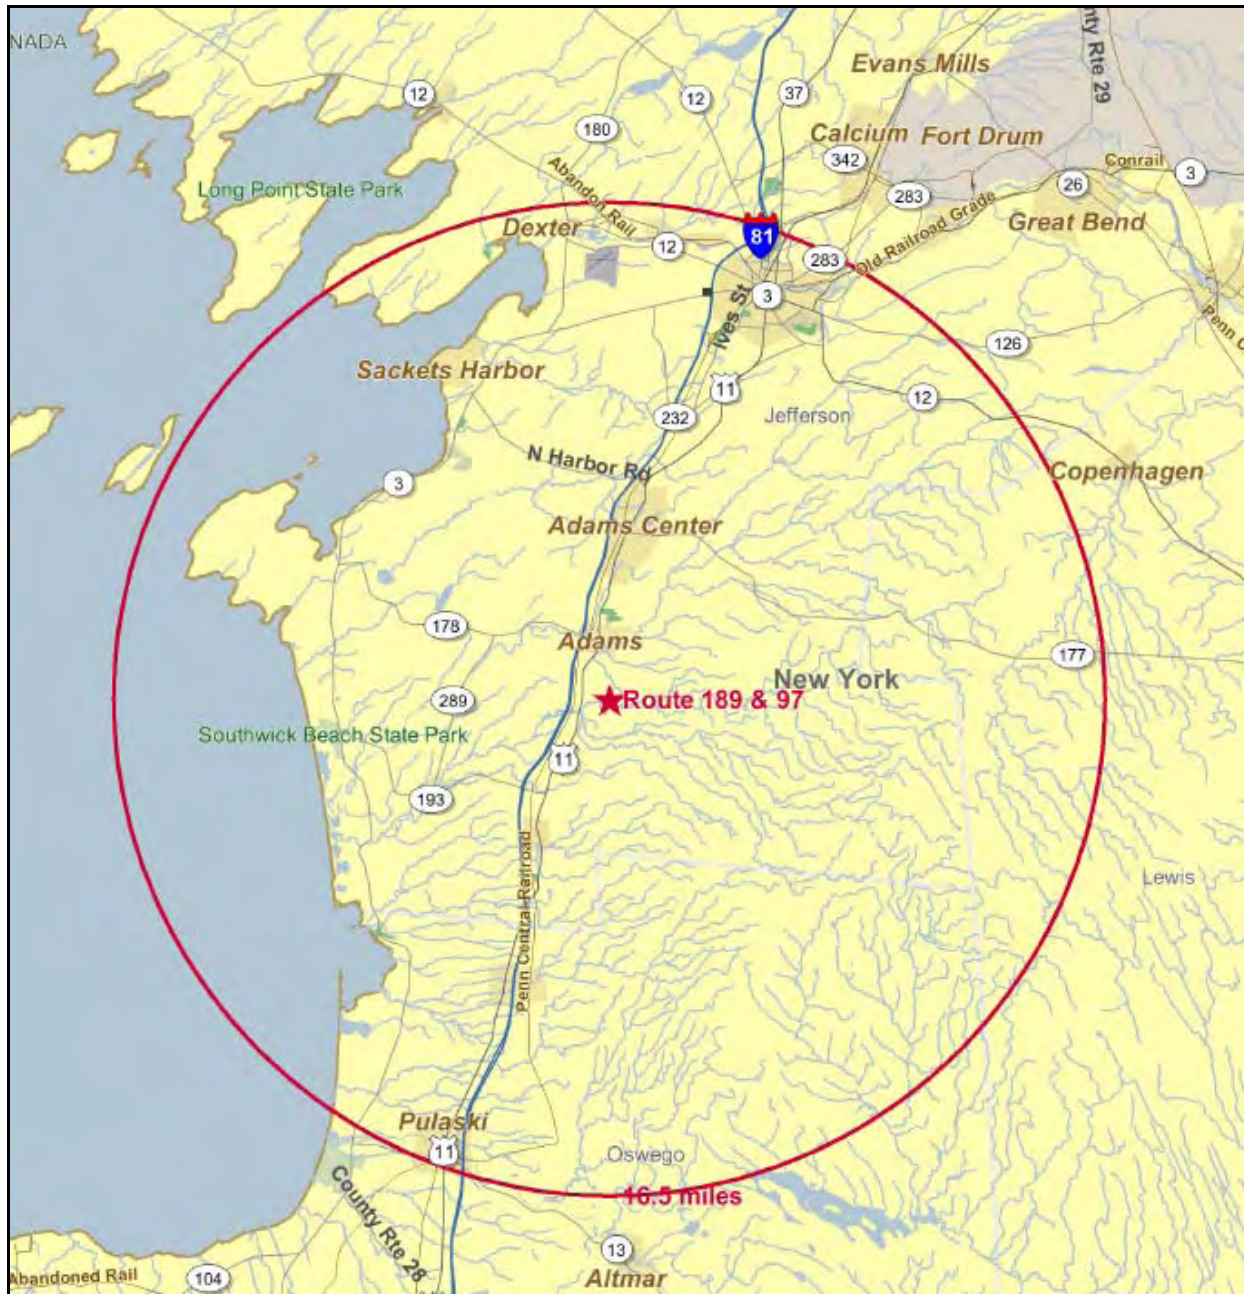 NADA
nty Rte 29
Evans Mills
12
12
37
180
Calcium
Fort Drum
342
Conrail
3
Abandon Rail
Long Point State Park
26
283
Old Railroad Grade
Dexter
Great Bend
12
81
283
3
Ives St
Penn C
126
Sackets Harbor
11
12
232
Jefferson
N Harbor Rd
Copenhagen
3
Adams Center
178
Adams
177
New York
289
Route 189 & 97
Southwick Beach State Park
11
193
Penn Central Railroad
Lewis
Pulaski
11
Oswego
16.5 miles
County Rte 28
13
104
Abandoned Rail
Altmar